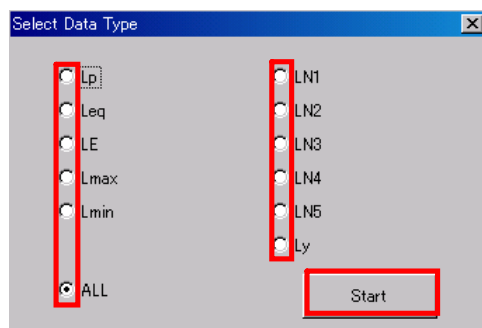 Select Data Type
Lp
Leq
LE
Lmax
Lmin
ALL
LN1
LN2
LN3
LN4
LN5
Ly
Start